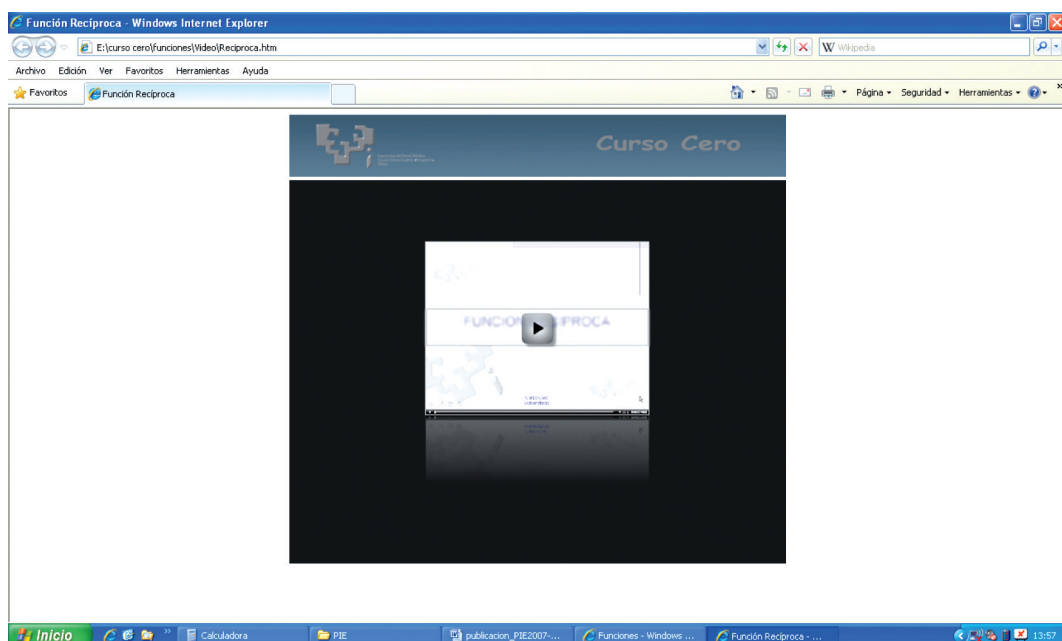 Función Recíproca - Windows Internet Explorer
E:\curso cero\funciones\Video\Reciproca.htm
Wikipedia
Archivo Edición Ver Favoritos Herramientas Ayuda
Favoritos Función Recíproca Página Seguridad Herramientas »
Curso Cero
Inicio » Calculadora PIE publicacion_PIE2007-... Funciones - Windows ... Función Recíproca - ... 13:57